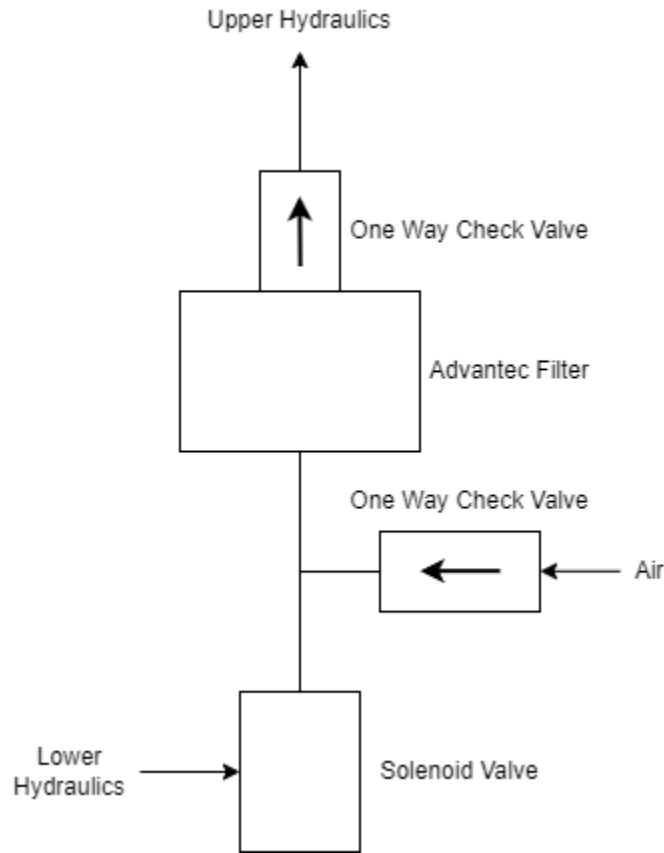 Upper Hydraulics
One Way Check Valve
Advantec Filter
One Way Check Valve
Air
Lower
Hydraulics
Solenoid Valve